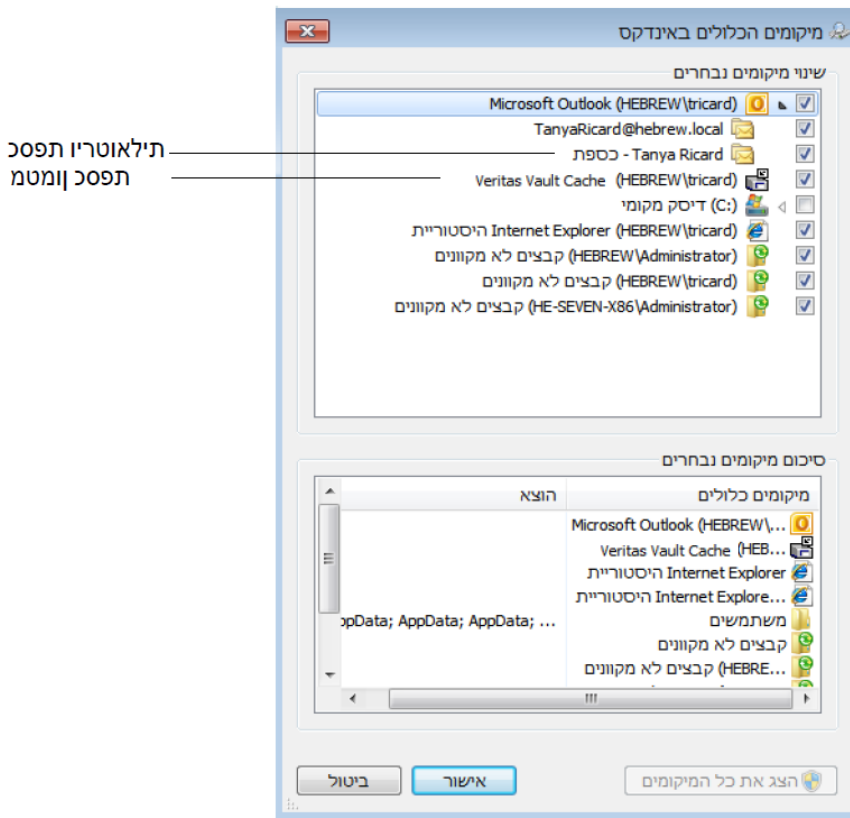 מיקומים הכלולים באינדקס
שינוי מיקומים נבחרים
Microsoft Outlook (HEBREW\tricard)
TanyaRicard@hebrew.local
תילאוטריו תפסכ
Tanya Ricard - כספת
תפסכ ןומטמ
Veritas Vault Cache (HEBREW\tricard)
דיסק מקומי (C:)
היסטוריית Internet Explorer (HEBREW\tricard)
קבצים לא מקוונים (HEBREW\Administrator)
קבצים לא מקוונים (HEBREW\tricard)
קבצים לא מקוונים (HE-SEVEN-X86\Administrator)
סיכום מיקומים נבחרים
מיקומים כלולים הוצא
Microsoft Outlook (HEBREW\...
Veritas Vault Cache (HEB...
היסטוריית Internet Explorer
היסטוריית Internet Explore...
משתמשים ppData; AppData; AppData; ...
קבצים לא מקוונים
קבצים לא מקוונים (HEBRE...
הצג את כל המיקומים אישור ביטול